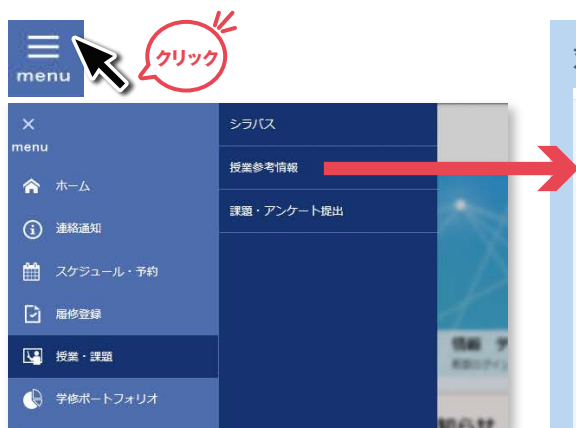 menu
クリック
menu
ホーム
連絡通知
スケジュール・予約
履修登録
授業・課題
学修ポートフォリオ
シラバス
授業参考情報
課題・アンケート提出